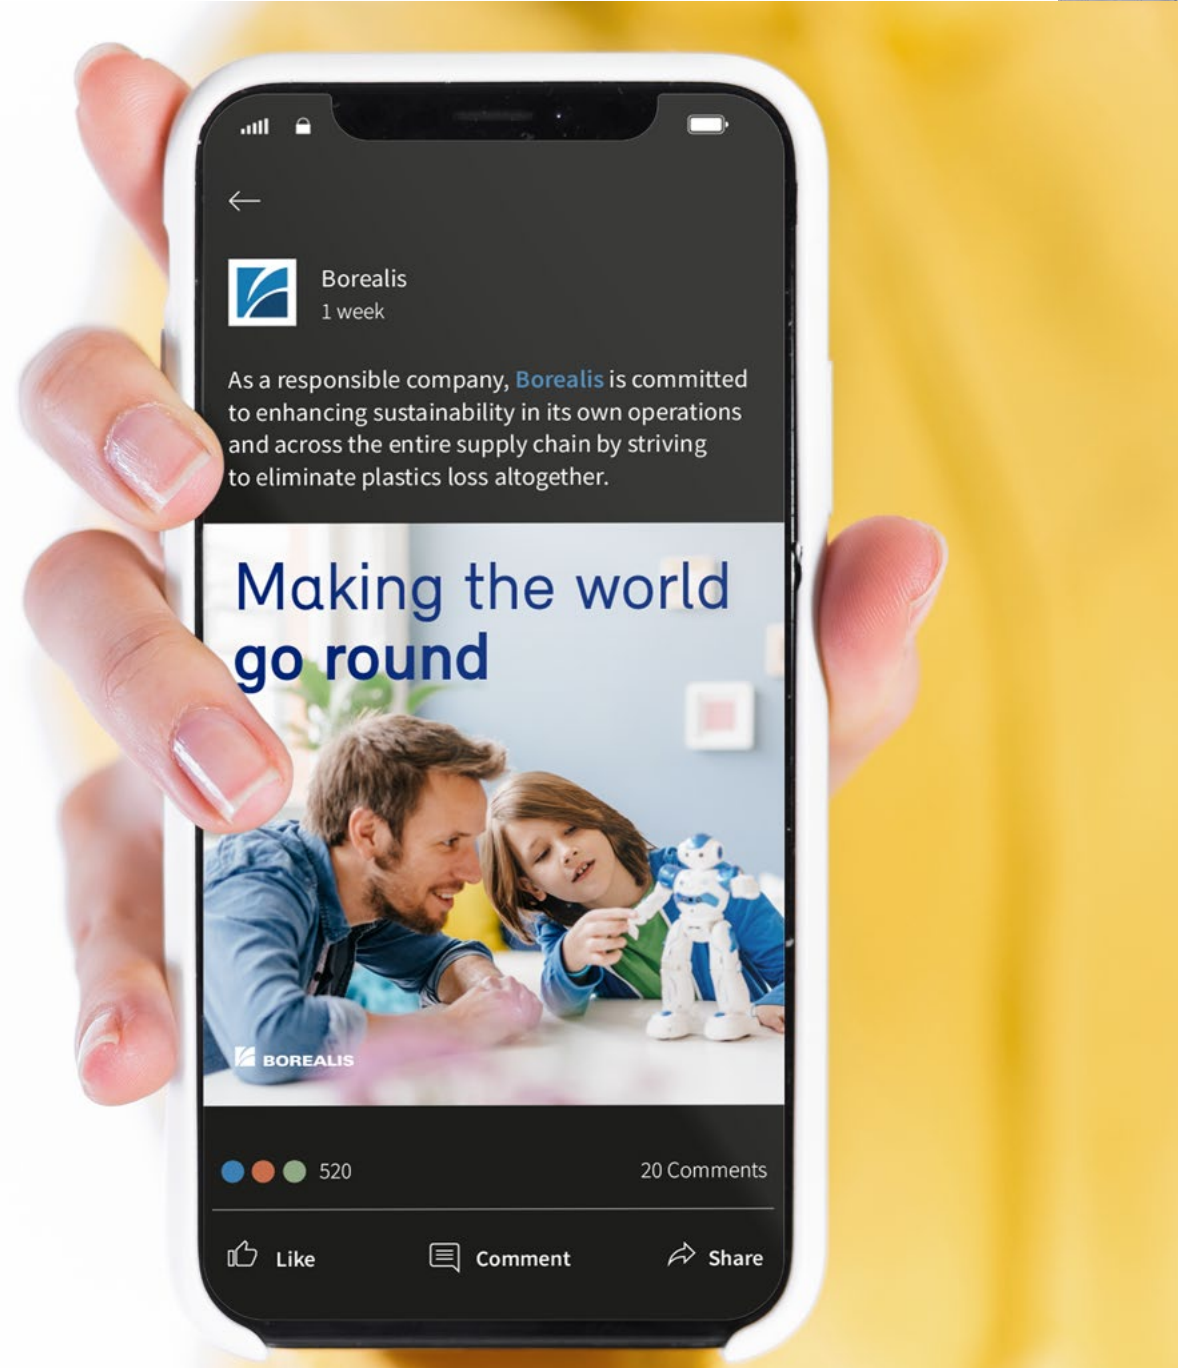 Borealis
1 week
As a responsible company, Borealis is committed
to enhancing sustainability in its own operations
and across the entire supply chain by striving
to eliminate plastics loss altogether.
Making the world
go round
BOREALIS
520
20 Comments
Like
Comment
Share